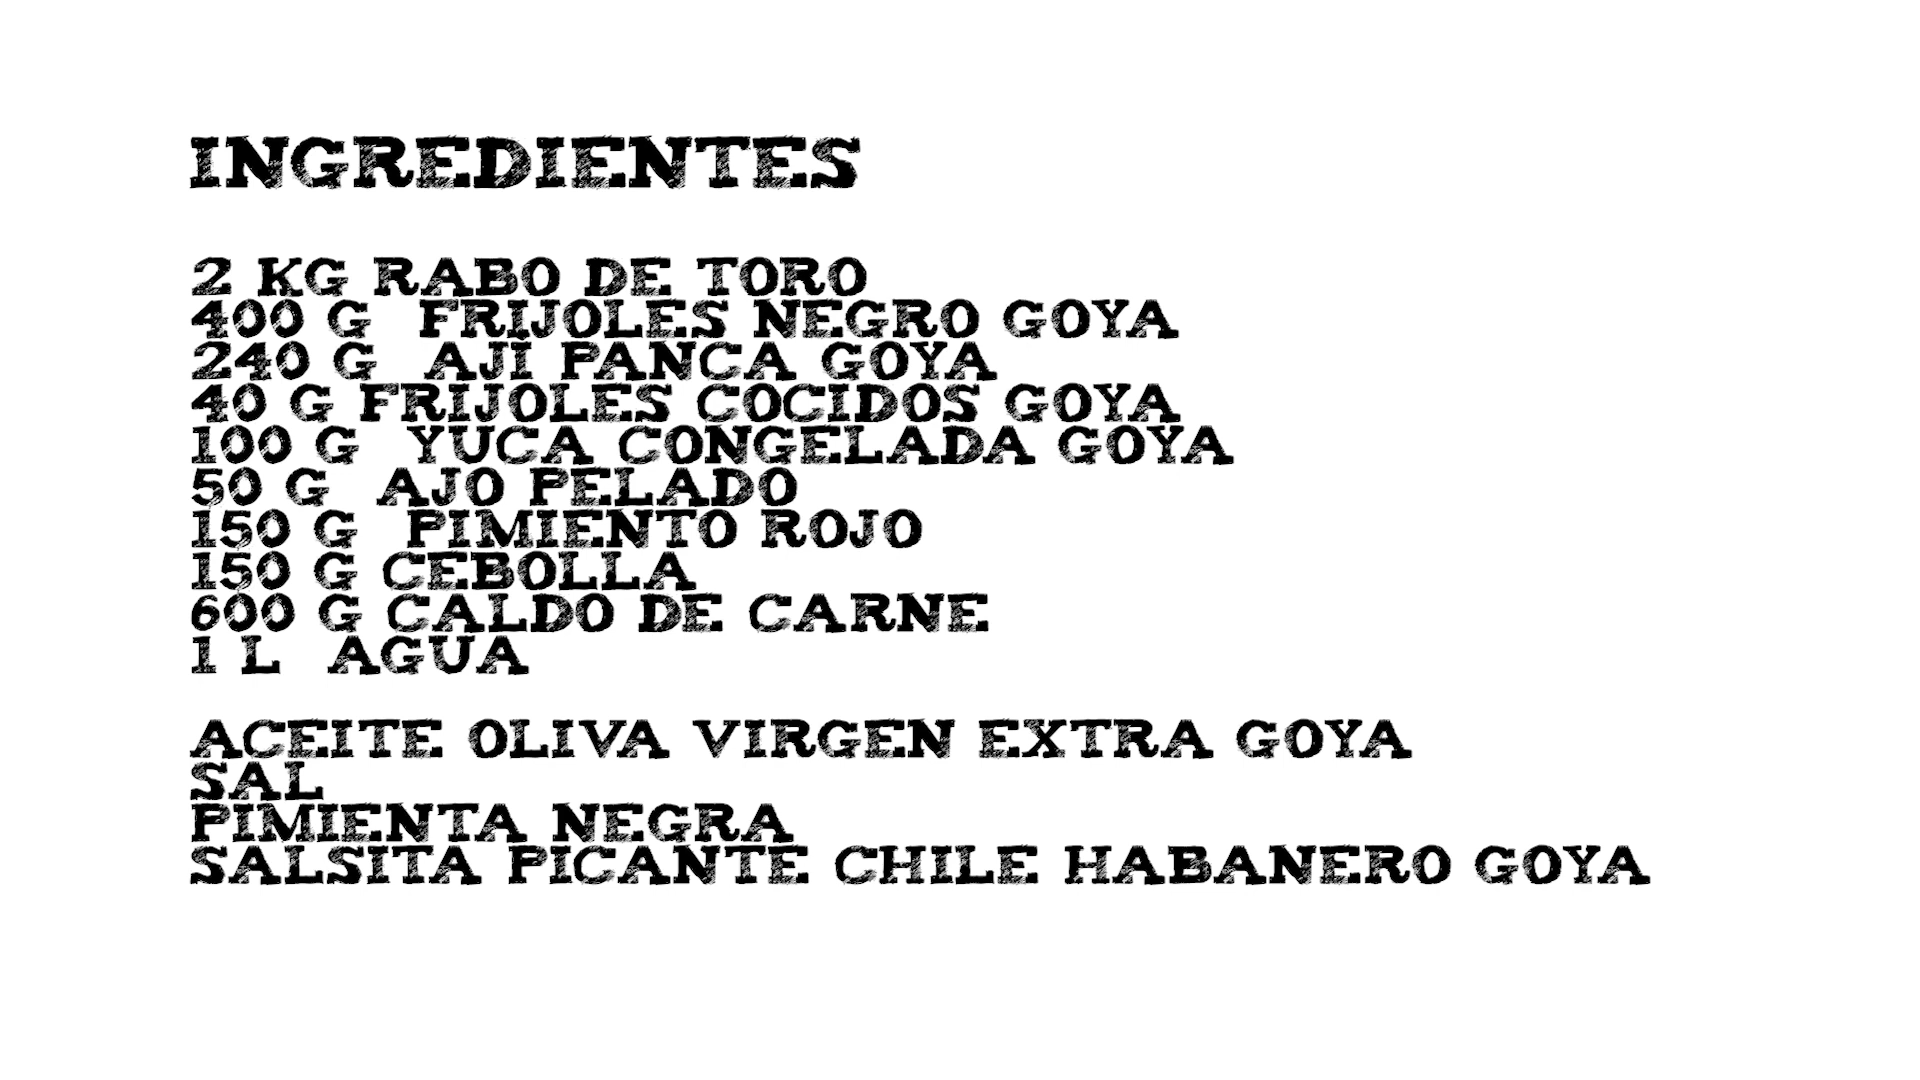 INGREDIENTES
2 KG RABO DE TORO
400 G FRIJOLES NEGRO GOYA
240 G AJÍ PANCA GOYA
40 G FRIJOLES COCIDOS GOYA
100 G YUCA CONGELADA GOYA
50 G AJO PELADO
150 G PIMIENTO ROJO
150 G CEBOLLA
600 G CALDO DE CARNE
1 L AGUA
ACEITE OLIVA VIRGEN EXTRA GOYA
SAL
PIMIENTA NEGRA
SALSITA PICANTE CHILE HABANERO GOYA